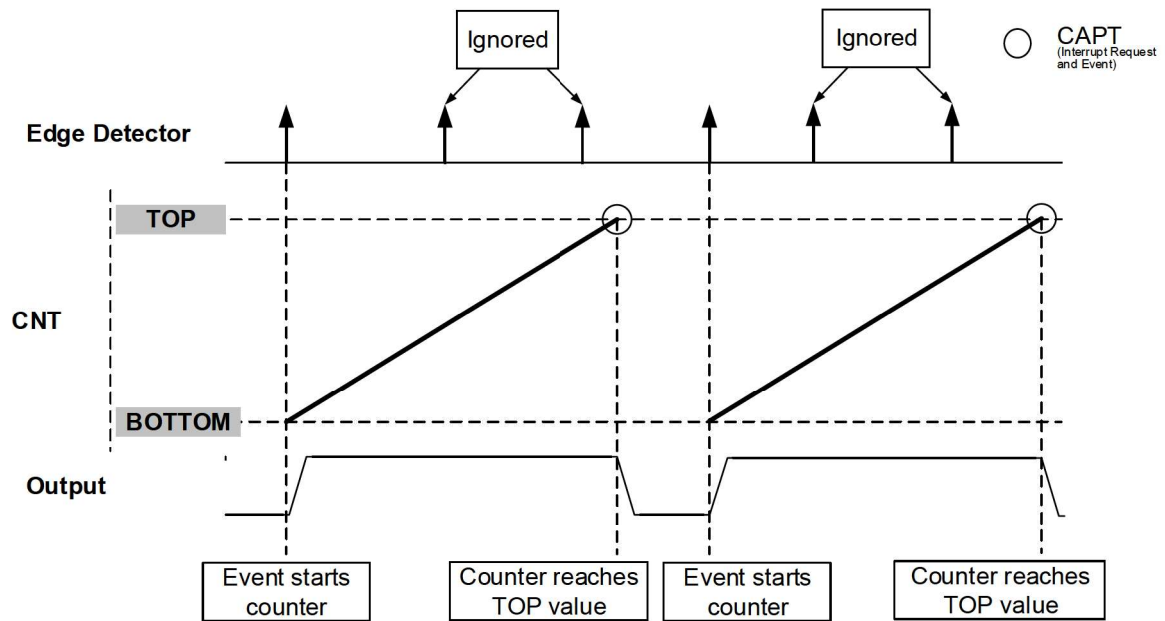 Ignored
Ignored
CAPT
(Interrupt Request
and Event)
Edge Detector
TOP
CNT
BOTTOM
Output
Event starts
counter
Counter reaches
TOP value
Event starts
counter
Counter reaches
TOP value